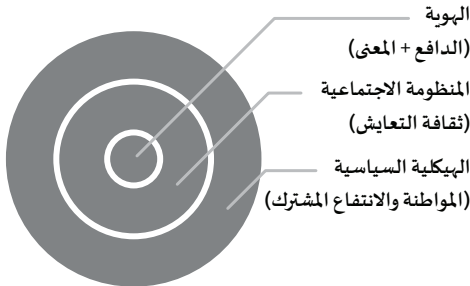 الهوية
(الدافع + المعنى)
المنظومة الاجتماعية
(ثقافة التعايش)
الهيكلية السياسية
(المواطنة والانتفاع المشترك)